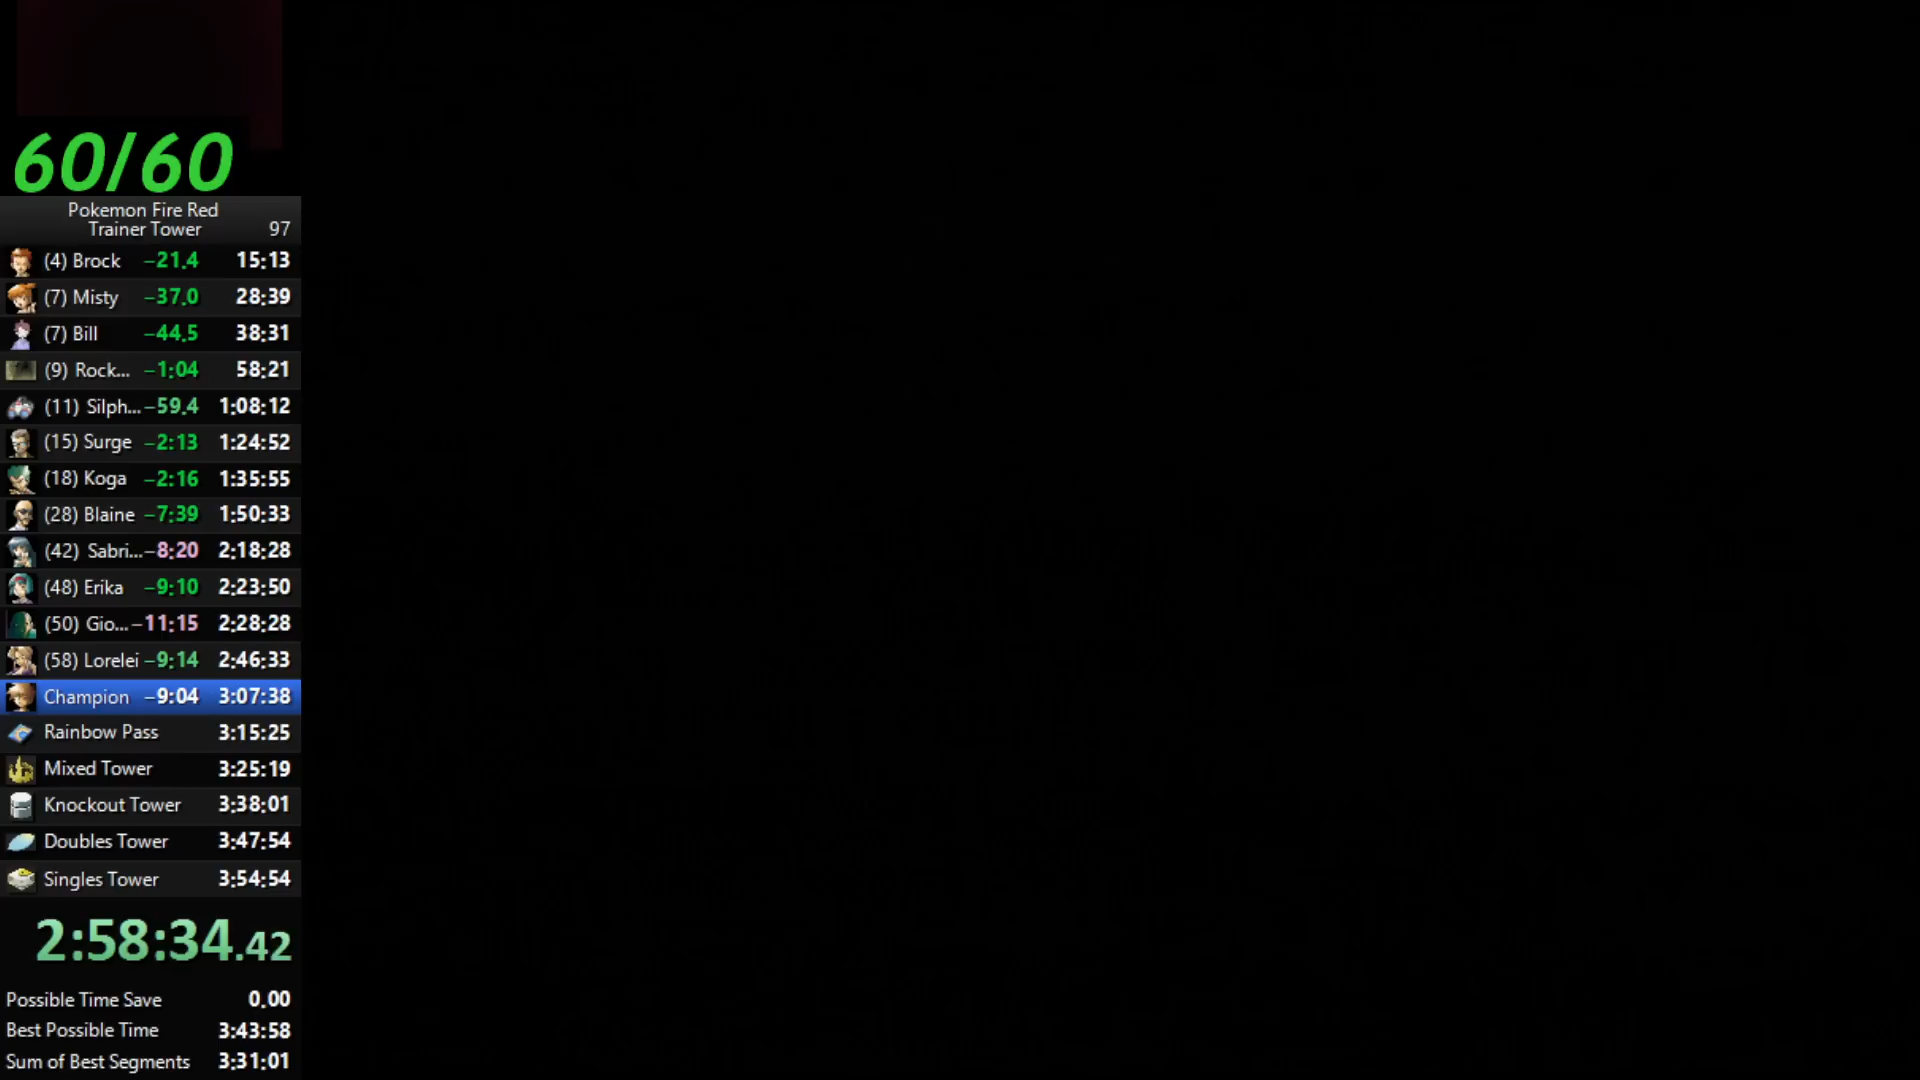 60/60
Pokemon Fire Red
Trainer Tower 97
(4) Brock −21.4 15:13
(7) Misty −37.0 28:39
(7) Bill −44.5 38:31
(9) Rock... −1:04 58:21
(11) Silph... −59.4 1:08:12
(15) Surge −2:13 1:24:52
(18) Koga −2:16 1:35:55
(28) Blaine −7:39 1:50:33
(42) Sabri... −8:20 2:18:28
(48) Erika −9:10 2:23:50
(50) Gio... −11:15 2:28:28
(58) Lorelei −9:14 2:46:33
Champion −9:04 3:07:38
Rainbow Pass 3:15:25
Mixed Tower 3:25:19
Knockout Tower 3:38:01
Doubles Tower 3:47:54
Singles Tower 3:54:54
2:58:34.42
Possible Time Save 0.00
Best Possible Time 3:43:58
Sum of Best Segments 3:31:01